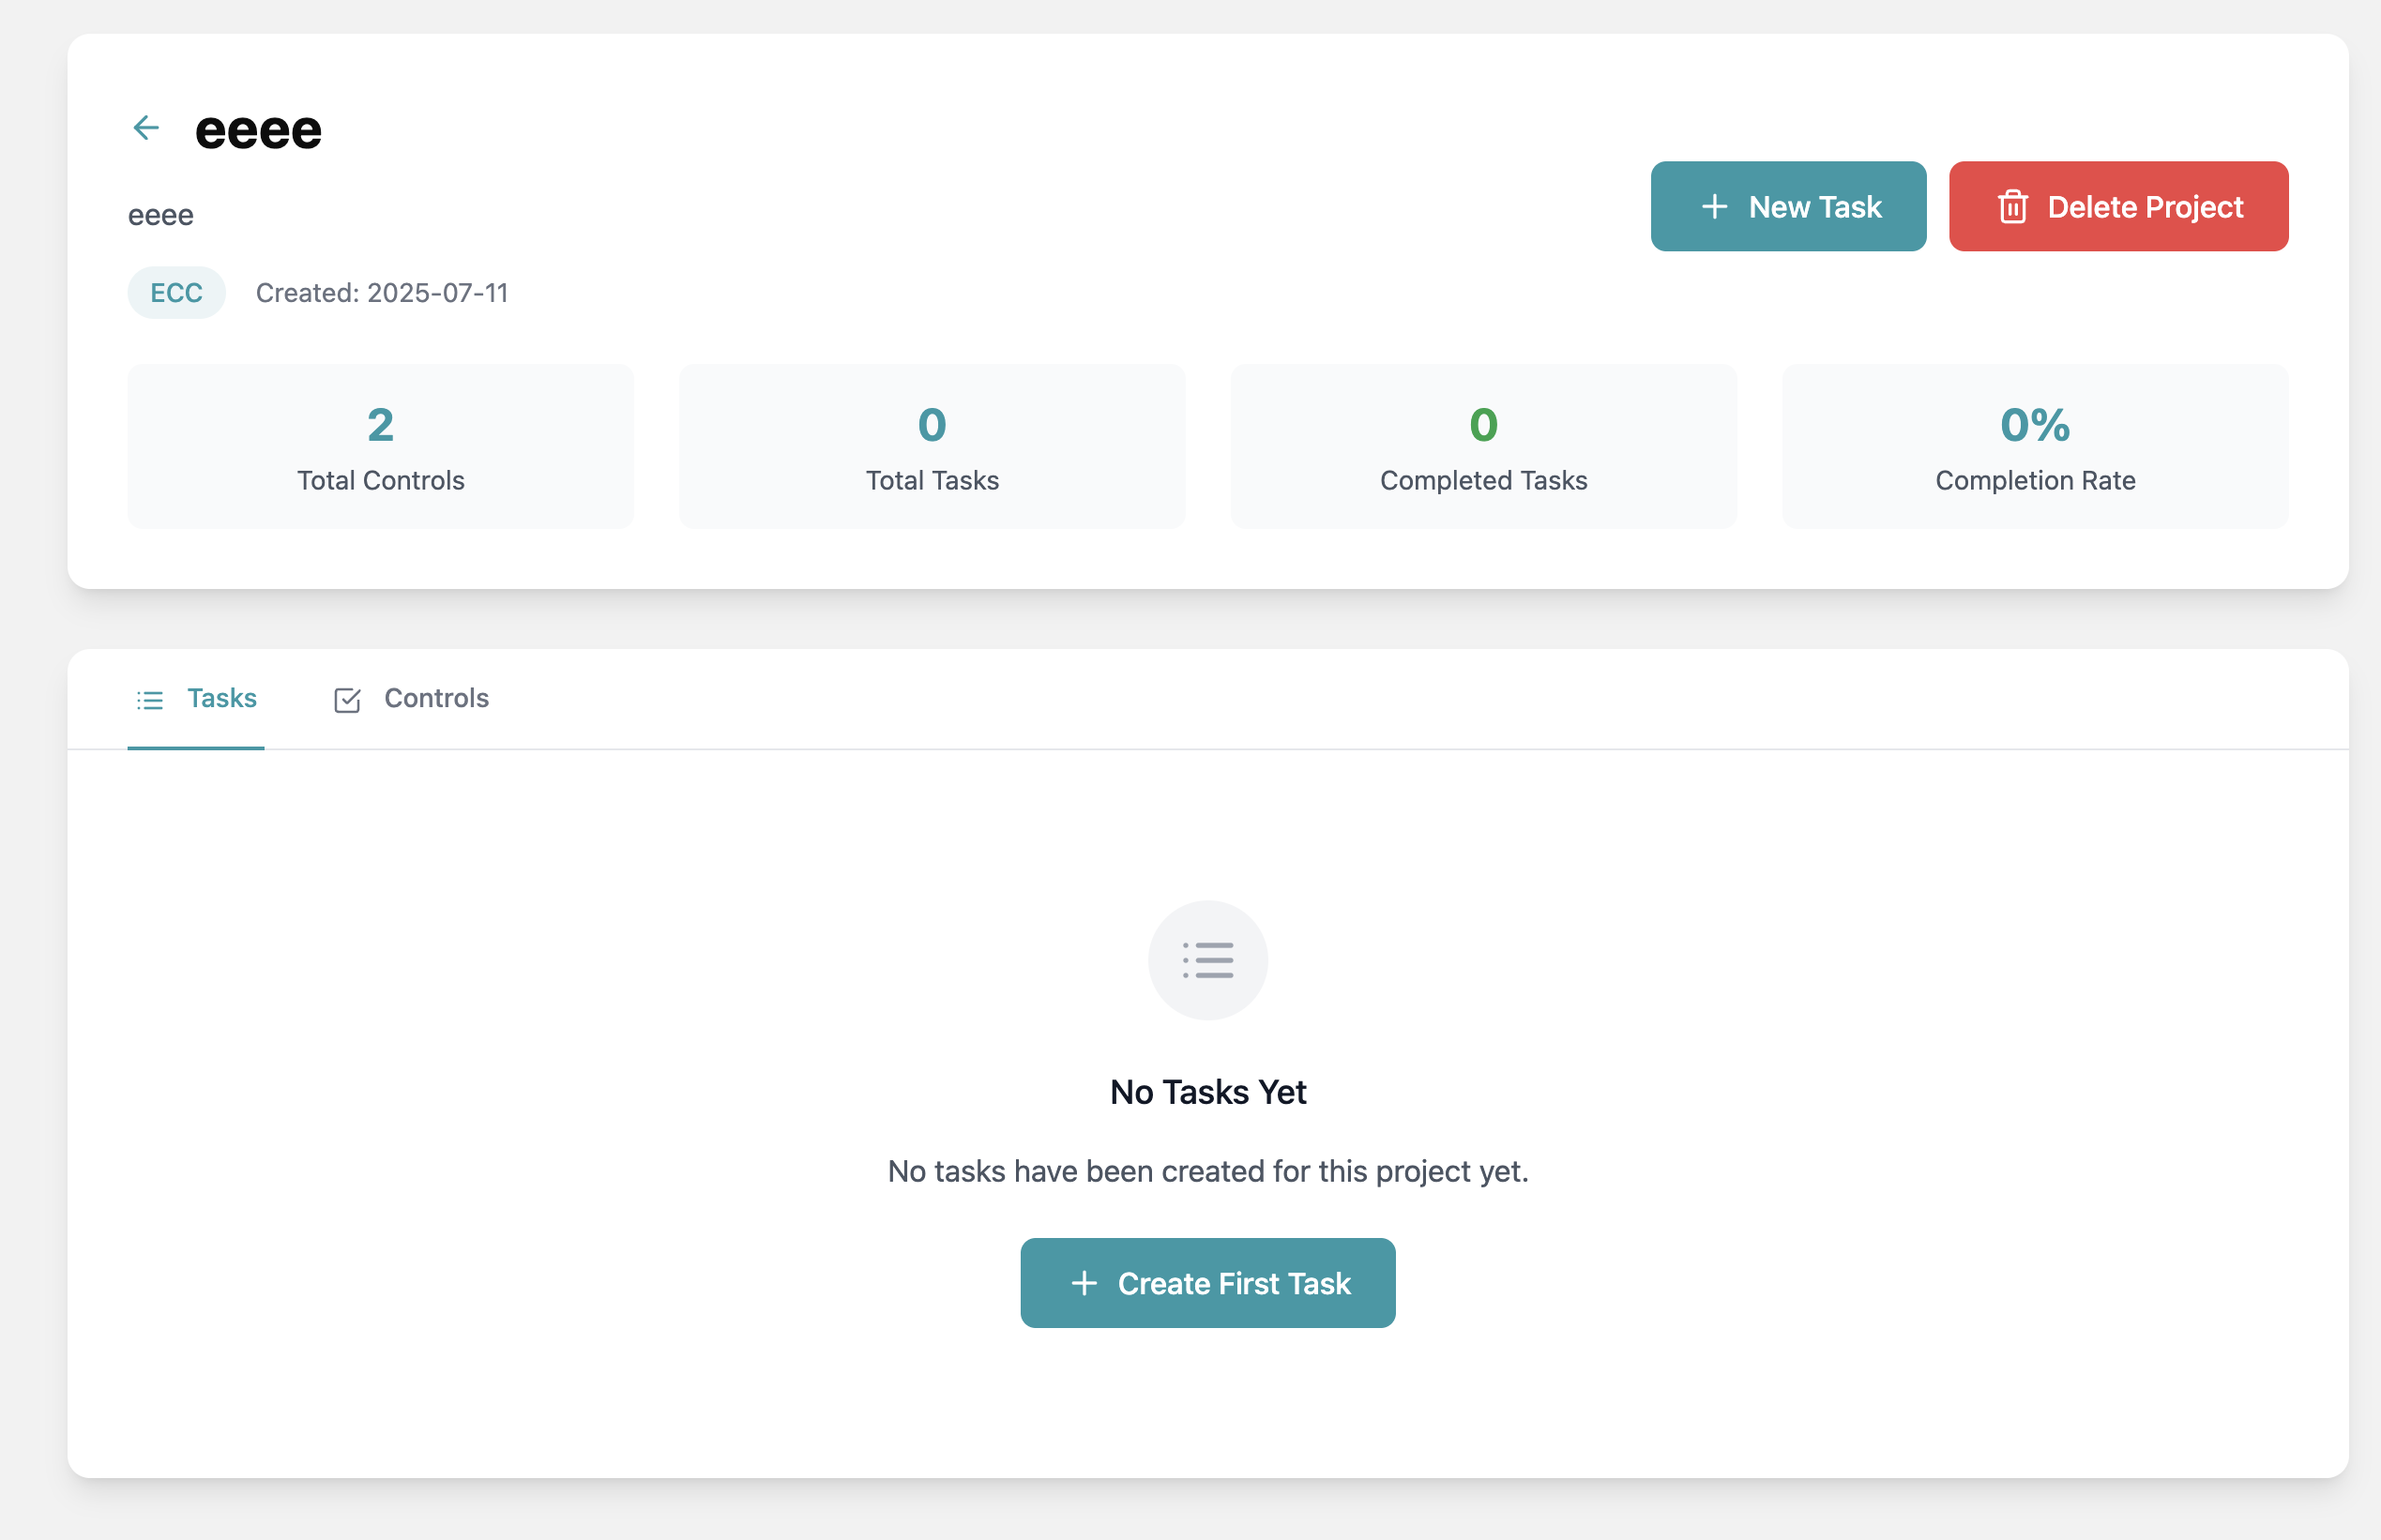 eeee
eeee
New Task
Delete Project
ECC
Created: 2025-07-11
2
Total Controls
0
Total Tasks
0
Completed Tasks
0%
Completion Rate
Tasks
Controls
No Tasks Yet
No tasks have been created for this project yet.
Create First Task